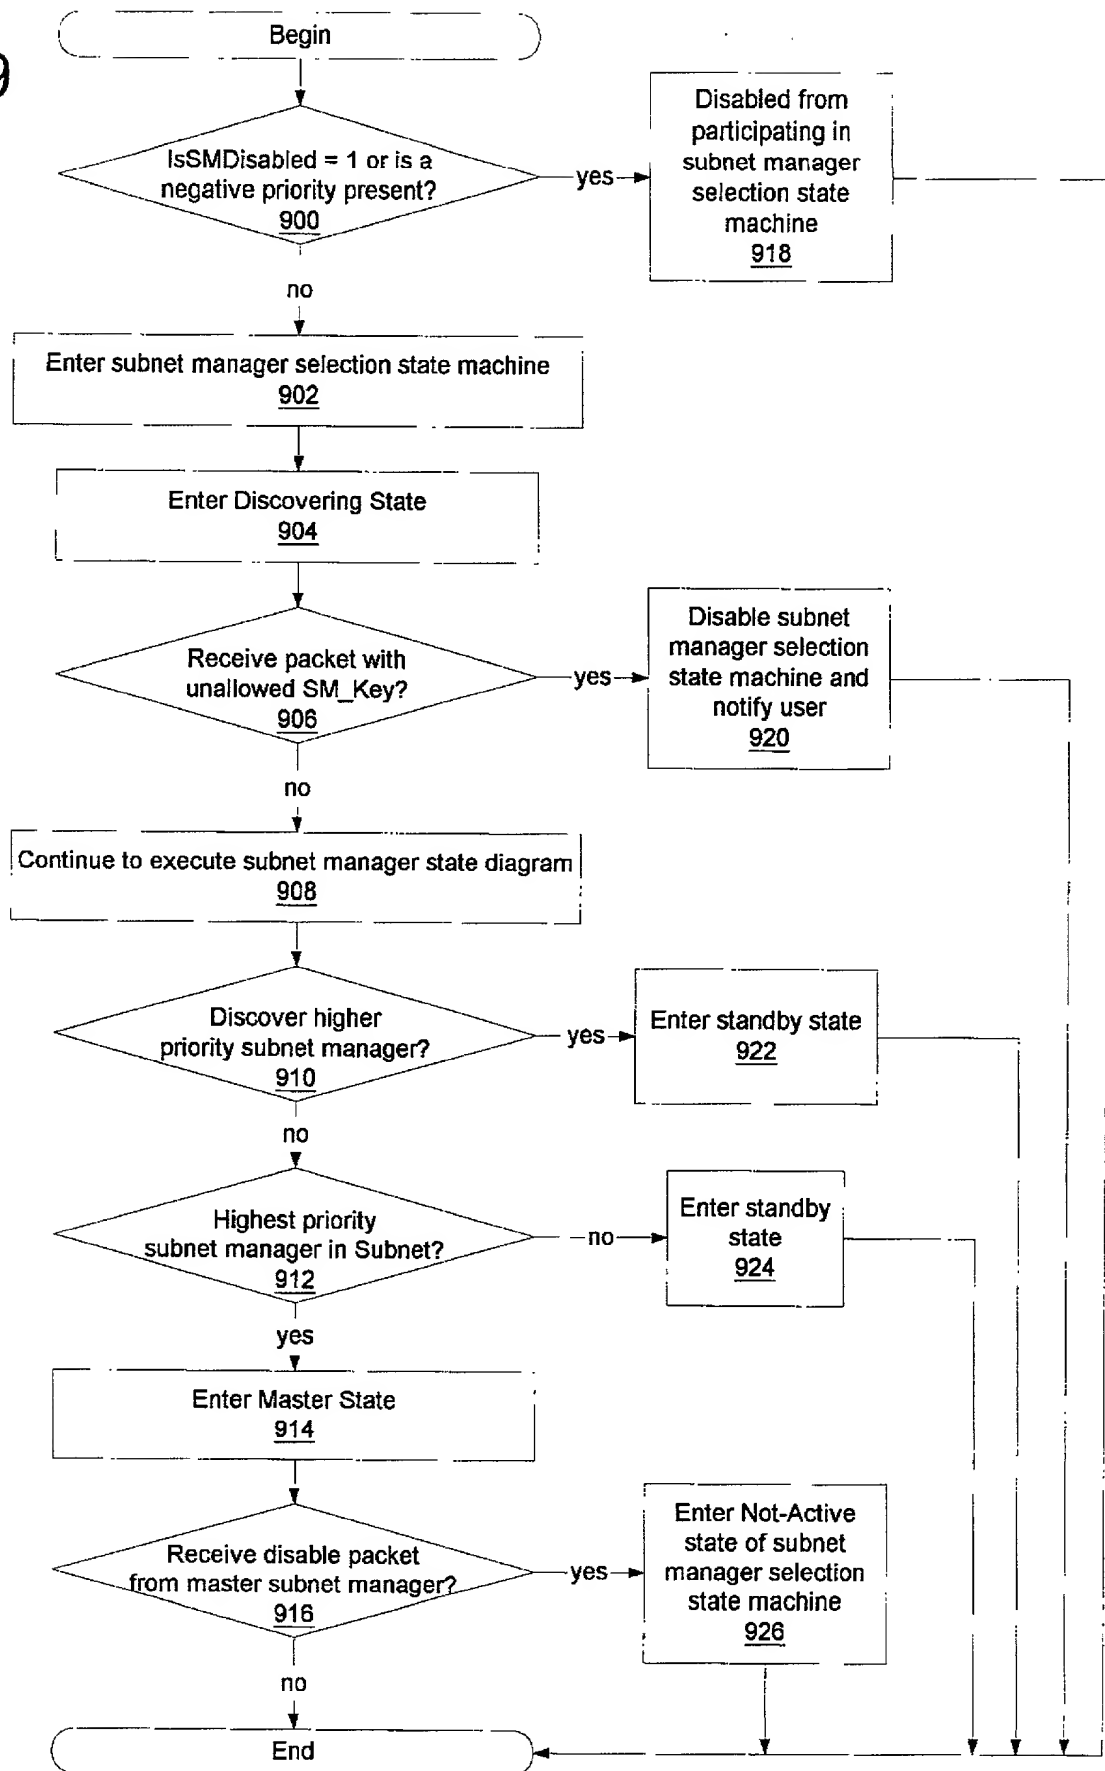 9
Begin
IsSMDisabled = 1 or is a
negative priority present?
900
yes
Disabled from
participating in
subnet manager
selection state
machine
918
no
Enter subnet manager selection state machine
902
Enter Discovering State
904
Receive packet with
unallowed SM_Key?
906
yes
Disable subnet
manager selection
state machine and
notify user
920
no
Continue to execute subnet manager state diagram
908
Discover higher
priority subnet manager?
910
yes
Enter standby state
922
no
Highest priority
subnet manager in Subnet?
912
no
Enter standby
state
924
yes
Enter Master State
914
Receive disable packet
from master subnet manager?
916
yes
Enter Not-Active
state of subnet
manager selection
state machine
926
no
End